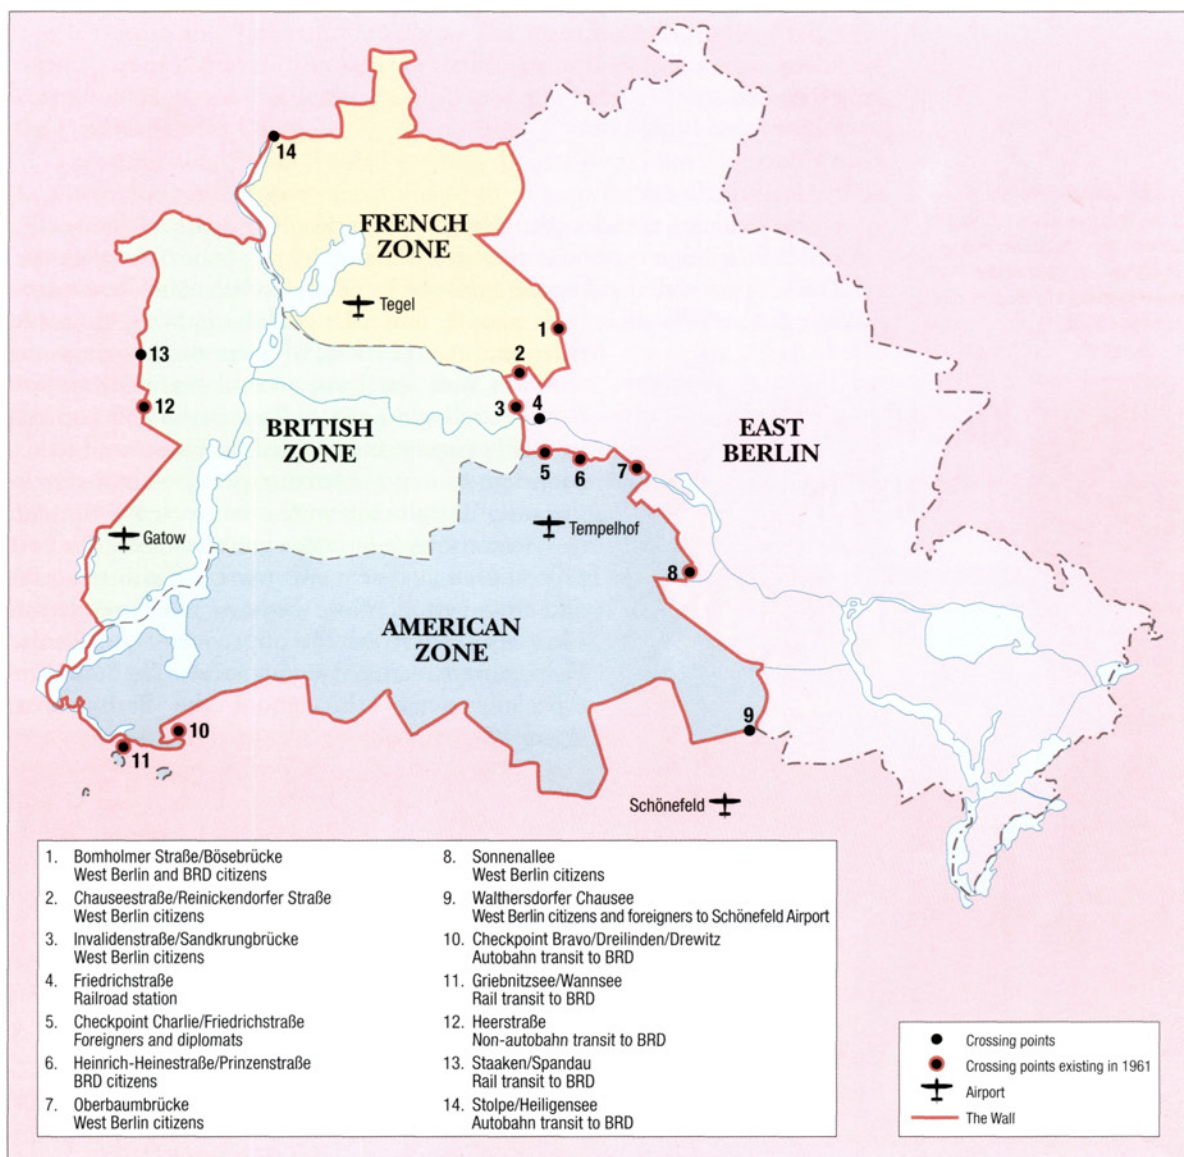 14
FRENCH
ZONE
Tegel
1
2
13
12
3
4
BRITISH
ZONE
EAST
BERLIN
5
6
7
Gatow
Tempelhof
8
AMERICAN
ZONE
9
10
11
Schönefeld
1. Bomholmer Straße/Bösebrücke
West Berlin and BRD citizens
2. Chauseestraße/Reinickendorfer Straße
West Berlin citizens
3. Invalidenstraße/Sandkrungbrücke
West Berlin citizens
4. Friedrichstraße
Railroad station
5. Checkpoint Charlie/Friedrichstraße
Foreigners and diplomats
6. Heinrich-Heinestraße/Prinzenstraße
BRD citizens
7. Oberbaumbrücke
West Berlin citizens
8. Sonnenallee
West Berlin citizens
9. Walthersdorfer Chausee
West Berlin citizens and foreigners to Schönefeld Airport
10. Checkpoint Bravo/Dreilinden/Drewitz
Autobahn transit to BRD
11. Griebnitzsee/Wannsee
Rail transit to BRD
12. Heerstraße
Non-autobahn transit to BRD
13. Staaken/Spandau
Rail transit to BRD
14. Stolpe/Heiligensee
Autobahn transit to BRD
Crossing points
Crossing points existing in 1961
Airport
The Wall